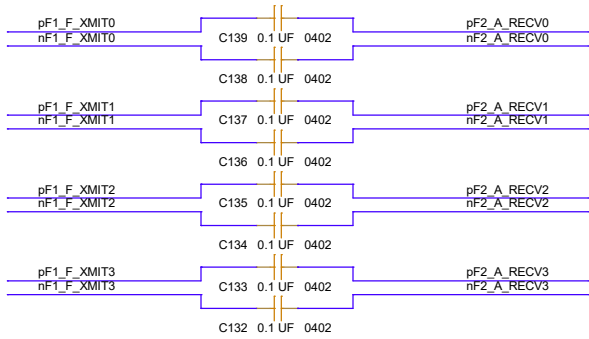 pF1_F_XMIT0 pF2_A_RECV0
nF1_F_XMIT0 C139 0.1 UF 0402 nF2_A_RECV0
C138 0.1 UF 0402
pF1_F_XMIT1 pF2_A_RECV1
nF1_F_XMIT1 C137 0.1 UF 0402 nF2_A_RECV1
C136 0.1 UF 0402
pF1_F_XMIT2 pF2_A_RECV2
nF1_F_XMIT2 C135 0.1 UF 0402 nF2_A_RECV2
C134 0.1 UF 0402
pF1_F_XMIT3 pF2_A_RECV3
nF1_F_XMIT3 C133 0.1 UF 0402 nF2_A_RECV3
C132 0.1 UF 0402